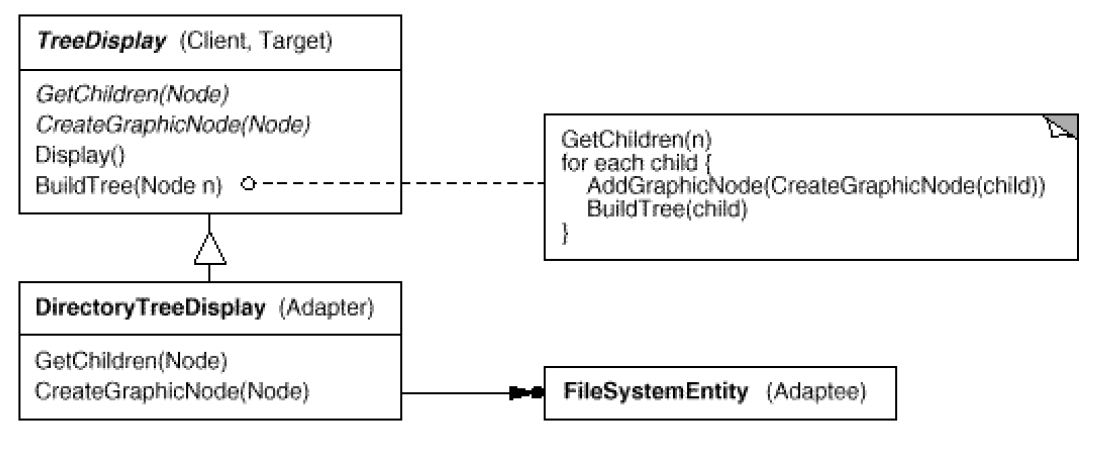 TreeDisplay (Client, Target)
GetChildren(Node)
CreateGraphicNode(Node)
Display()
BuildTree(Node n)
GetChildren(n)
for each child {
AddGraphicNode(CreateGraphicNode(child))
BuildTree(child)
}
DirectoryTreeDisplay (Adapter)
GetChildren(Node)
CreateGraphicNode(Node)
FileSystemEntity (Adaptee)